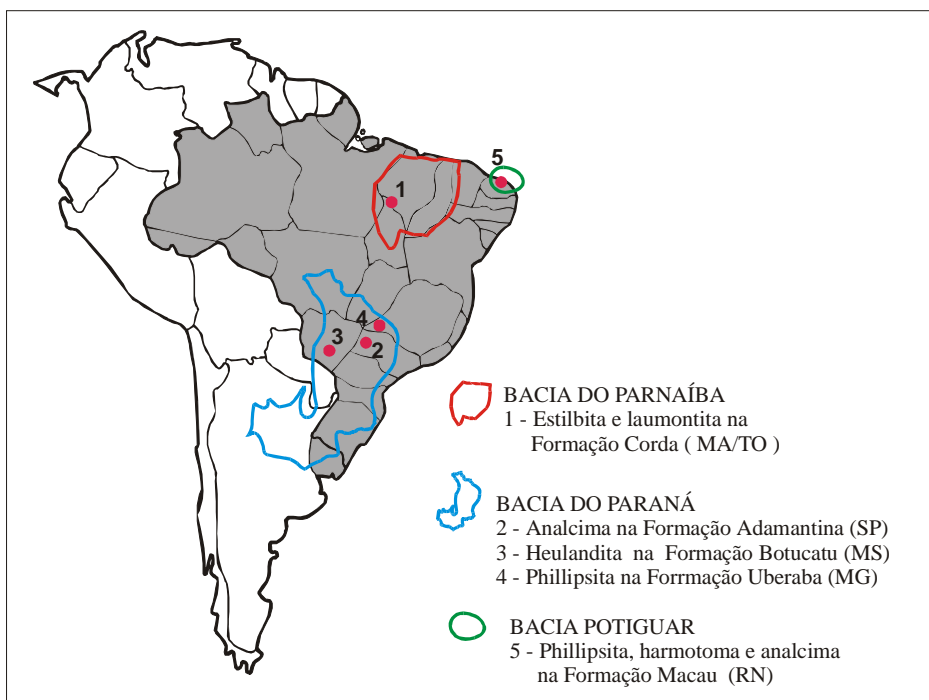 5
1
4
3
2
BACIA DO PARNAÍBA
1 - Estilbita e laumontita na
Formação Corda ( MA/TO )
BACIA DO PARANÁ
2 - Analcima na Formação Adamantina (SP)
3 - Heulandita na Formação Botucatu (MS)
4 - Phillipsita na Forrmação Uberaba (MG)
BACIA POTIGUAR
5 - Phillipsita, harmotoma e analcima
na Formação Macau (RN)